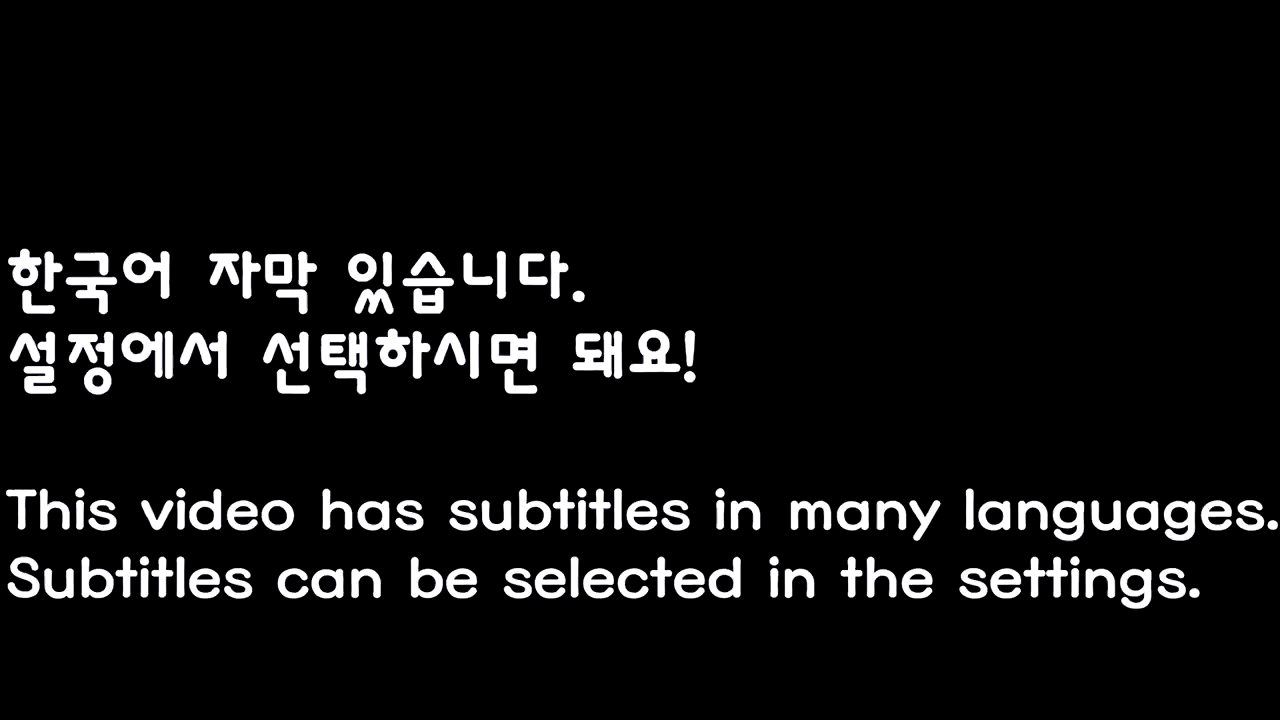 한국어 자막 있습니다.
설정에서 선택하시면 돼요!
This video has subtitles in many languages.
Subtitles can be selected in the settings.